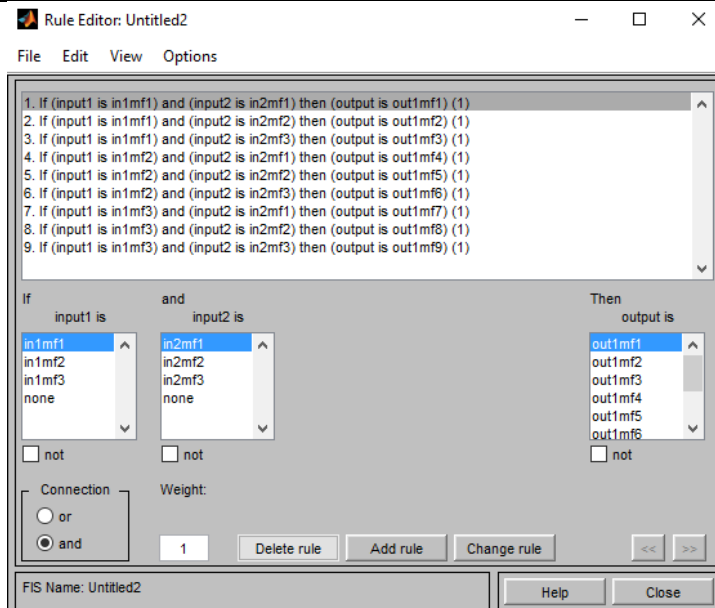 Rule Editor: Untitled2
File Edit View Options
1. If (input1 is in1mf1) and (input2 is in2mf1) then (output is out1mf1) (1)
2. If (input1 is in1mf1) and (input2 is in2mf2) then (output is out1mf2) (1)
3. If (input1 is in1mf1) and (input2 is in2mf3) then (output is out1mf3) (1)
4. If (input1 is in1mf2) and (input2 is in2mf1) then (output is out1mf4) (1)
5. If (input1 is in1mf2) and (input2 is in2mf2) then (output is out1mf5) (1)
6. If (input1 is in1mf2) and (input2 is in2mf3) then (output is out1mf6) (1)
7. If (input1 is in1mf3) and (input2 is in2mf1) then (output is out1mf7) (1)
8. If (input1 is in1mf3) and (input2 is in2mf2) then (output is out1mf8) (1)
9. If (input1 is in1mf3) and (input2 is in2mf3) then (output is out1mf9) (1)
If and Then
input1 is input2 is output is
in1mf1 in2mf1 out1mf1
in1mf2 in2mf2 out1mf2
in1mf3 in2mf3 out1mf3
none none out1mf4
out1mf5
out1mf6
not not not
Connection Weight:
or
and 1 Delete rule Add rule Change rule << >>
FIS Name: Untitled2 Help Close